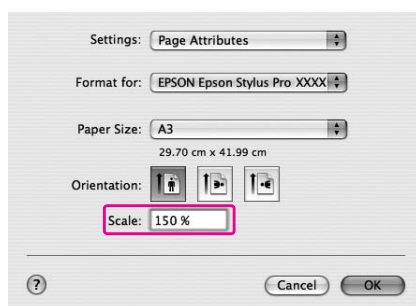 Settings: Page Attributes
Format for: EPSON Epson Stylus Pro XXXX
Paper Size: A3
29.70 cm x 41.99 cm
Orientation:
Scale: 150 %
? Cancel OK